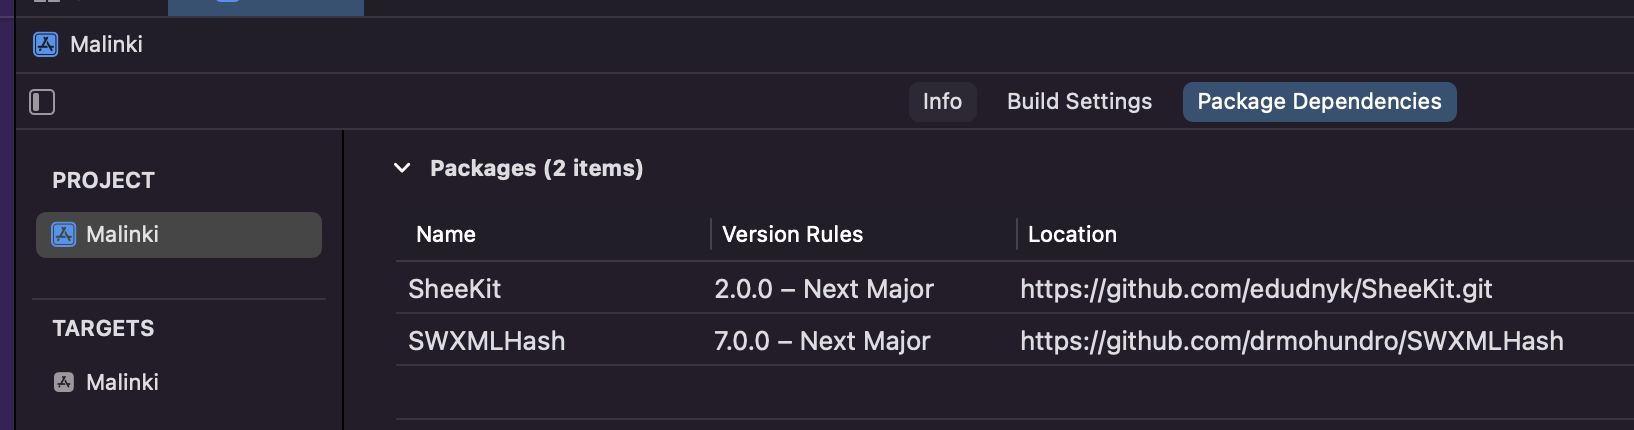 Malinki
Info Build Settings Package Dependencies
PROJECT
Malinki
TARGETS
Malinki
Packages (2 items)
Name Version Rules Location
SheeKit 2.0.0 – Next Major https://github.com/edudnyk/SheeKit.git
SWXMLHash 7.0.0 – Next Major https://github.com/drmohundro/SWXMLHash